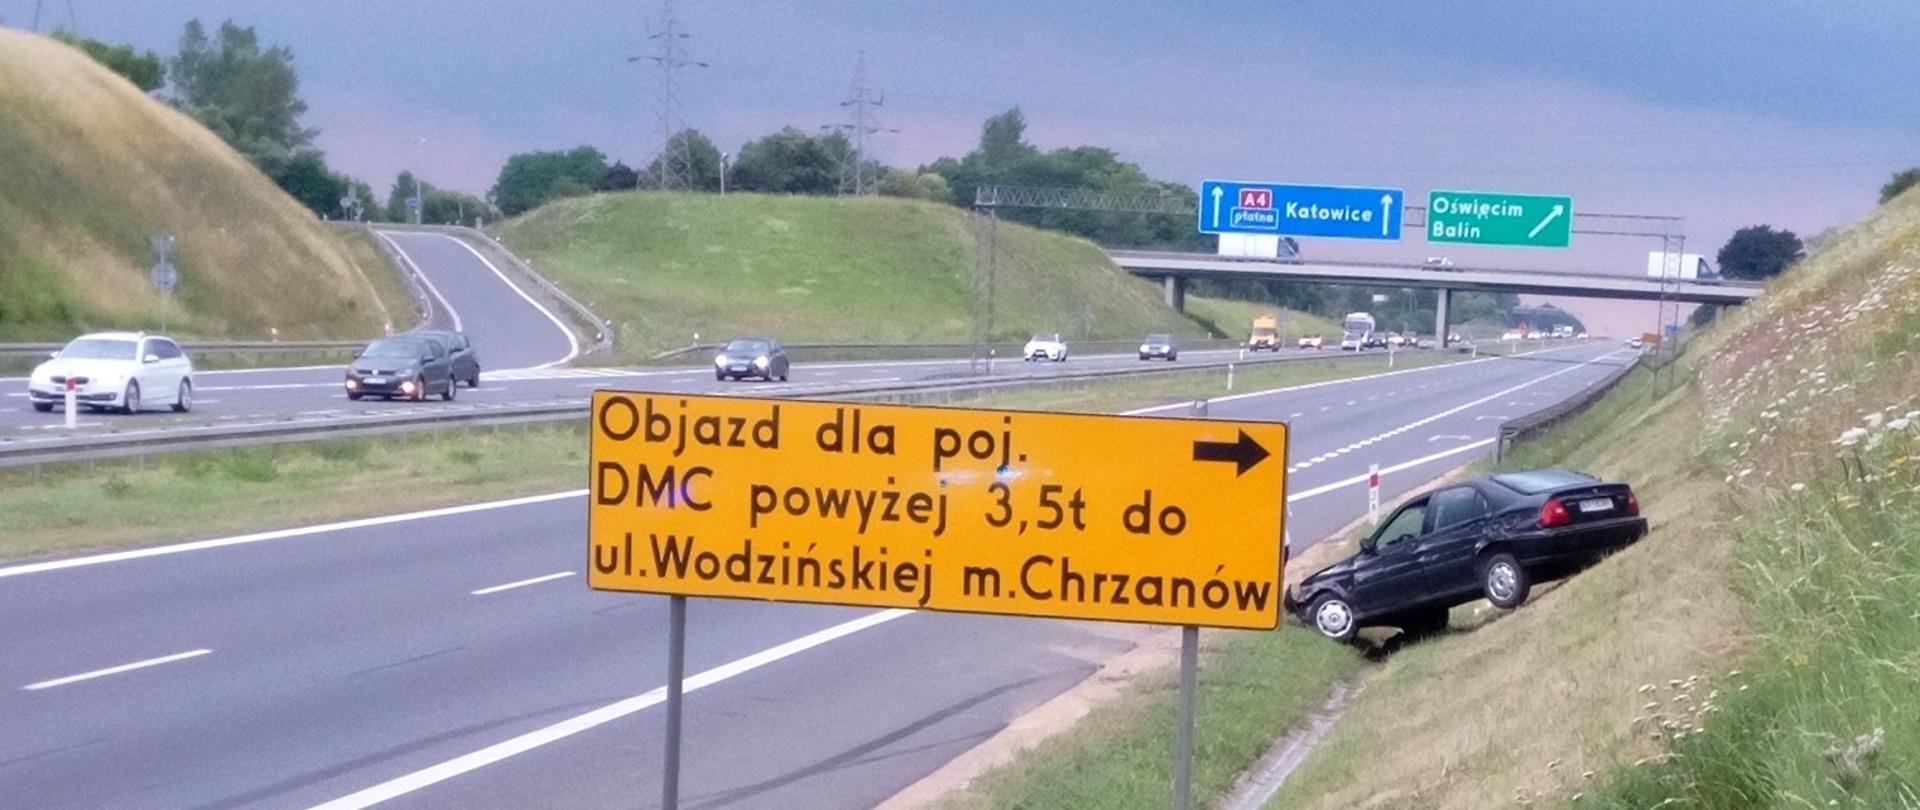 A4
płatna
Katowice
Oświęcim
Balin
Objazd dla poj.
DMC powyżej 3,5t do
ul.Wodzińskiej m.Chrzanów